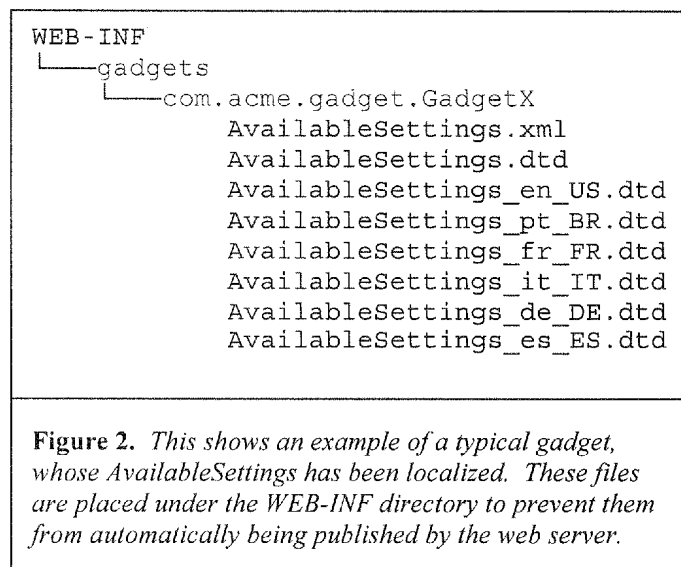 WEB-INF
└──gadgets
└──com.acme.gadget.GadgetX
AvailableSettings.xml
AvailableSettings.dtd
AvailableSettings_en_US.dtd
AvailableSettings_pt_BR.dtd
AvailableSettings_fr_FR.dtd
AvailableSettings_it_IT.dtd
AvailableSettings_de_DE.dtd
AvailableSettings_es_ES.dtd
Figure 2. This shows an example of a typical gadget,
whose AvailableSettings has been localized. These files
are placed under the WEB-INF directory to prevent them
from automatically being published by the web server.